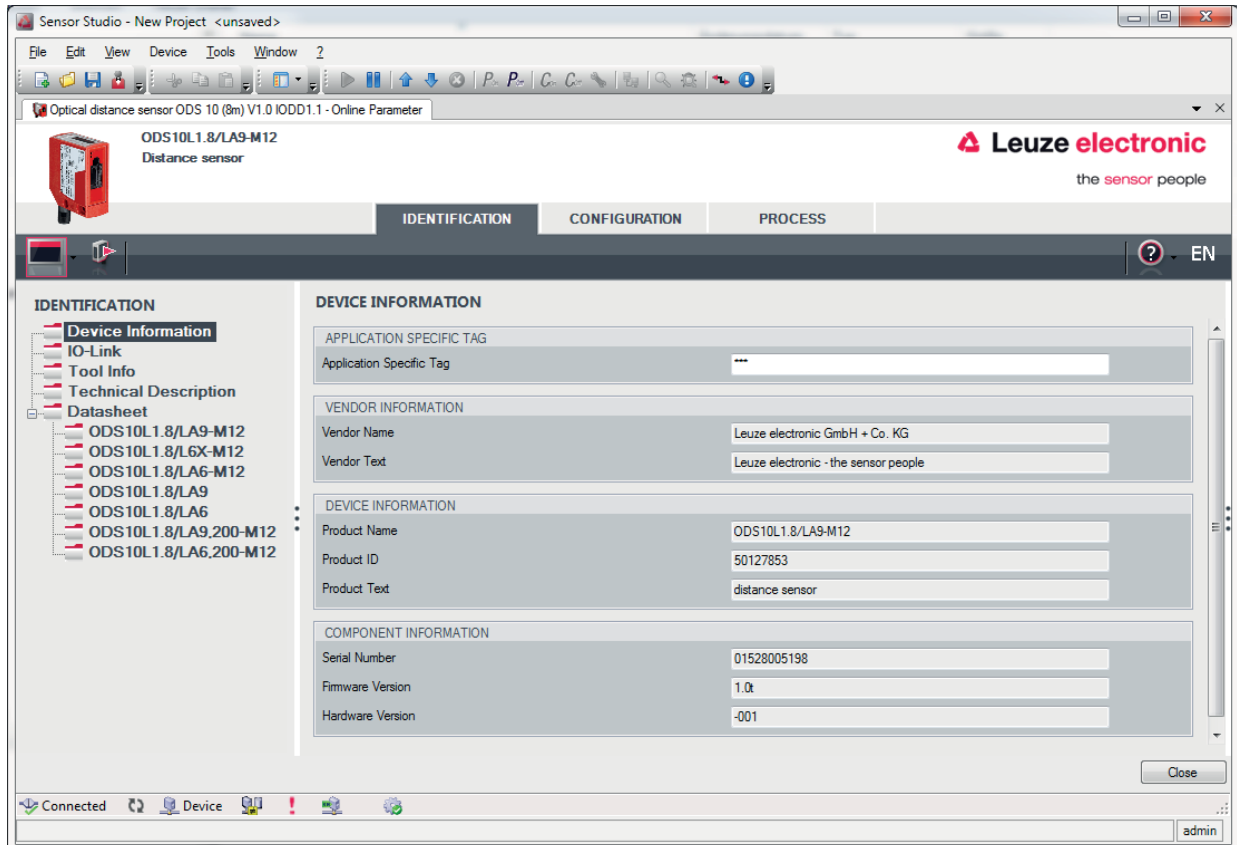 Sensor Studio - New Project <unsaved>
File Edit View Device Tools Window ?
Optical distance sensor ODS 10 (8m) V1.0 IODD1.1 - Online Parameter
ODS10L1.8/LA9-M12
Distance sensor
Leuze electronic
the sensor people
IDENTIFICATION CONFIGURATION PROCESS
EN
IDENTIFICATION
Device Information
IO-Link
Tool Info
Technical Description
Datasheet
ODS10L1.8/LA9-M12
ODS10L1.8/L6X-M12
ODS10L1.8/LA6-M12
ODS10L1.8/LA9
ODS10L1.8/LA6
ODS10L1.8/LA9,200-M12
ODS10L1.8/LA6,200-M12
DEVICE INFORMATION
APPLICATION SPECIFIC TAG
Application Specific Tag ***
VENDOR INFORMATION
Vendor Name Leuze electronic GmbH + Co. KG
Vendor Text Leuze electronic - the sensor people
DEVICE INFORMATION
Product Name ODS10L1.8/LA9-M12
Product ID 50127853
Product Text distance sensor
COMPONENT INFORMATION
Serial Number 01528005198
Firmware Version 1.0t
Hardware Version -001
Close
Connected Device
admin